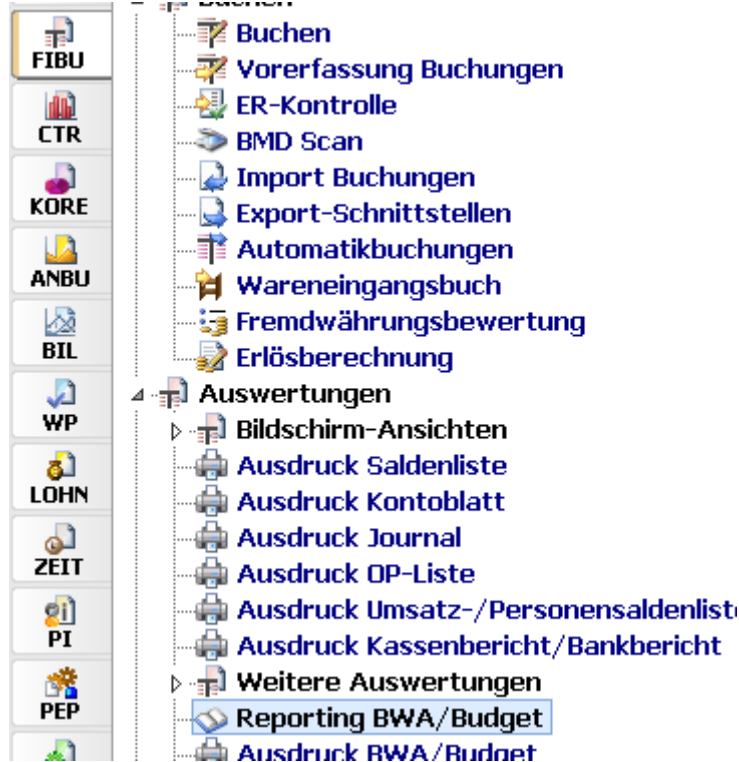 FIBU
CTR
KORE
ANBU
BIL
WP
LOHN
ZEIT
PI
PEP
Buchen
Buchen
Vorerfassung Buchungen
ER-Kontrolle
BMD Scan
Import Buchungen
Export-Schnittstellen
Automatikbuchungen
Wareneingangsbuch
Fremdwährungsbewertung
Erlösberechnung
Auswertungen
Bildschirm-Ansichten
Ausdruck Saldenliste
Ausdruck Kontoblatt
Ausdruck Journal
Ausdruck OP-Liste
Ausdruck Umsatz-/Personensaldenliste
Ausdruck Kassenbericht/Bankbericht
Weitere Auswertungen
Reporting BWA/Budget
Ausdruck BWA/Budget